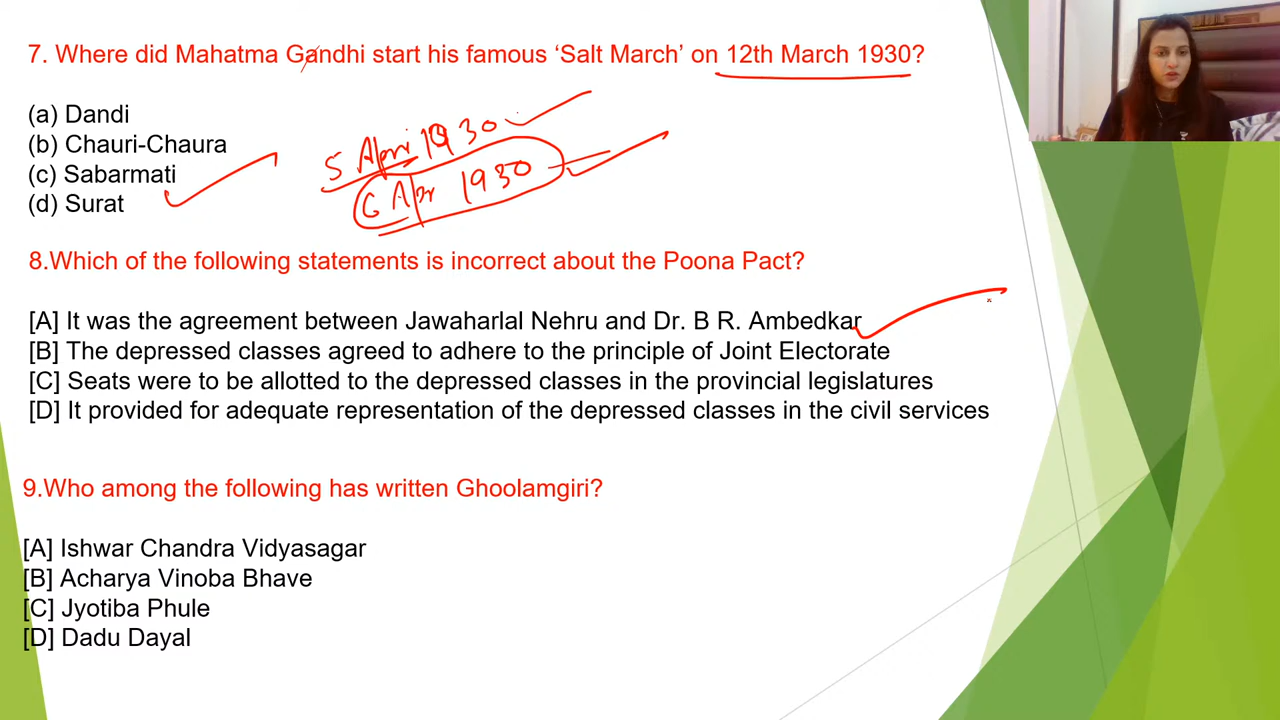 7. Where did Mahatma Gandhi start his famous ‘Salt March’ on 12th March 1930?
(a) Dandi
(b) Chauri-Chaura
(c) Sabarmati
(d) Surat
5 April 1930
6 Apr 1930
8.Which of the following statements is incorrect about the Poona Pact?
[A] It was the agreement between Jawaharlal Nehru and Dr. B R. Ambedkar
[B] The depressed classes agreed to adhere to the principle of Joint Electorate
[C] Seats were to be allotted to the depressed classes in the provincial legislatures
[D] It provided for adequate representation of the depressed classes in the civil services
9.Who among the following has written Ghoolamgiri?
[A] Ishwar Chandra Vidyasagar
[B] Acharya Vinoba Bhave
[C] Jyotiba Phule
[D] Dadu Dayal